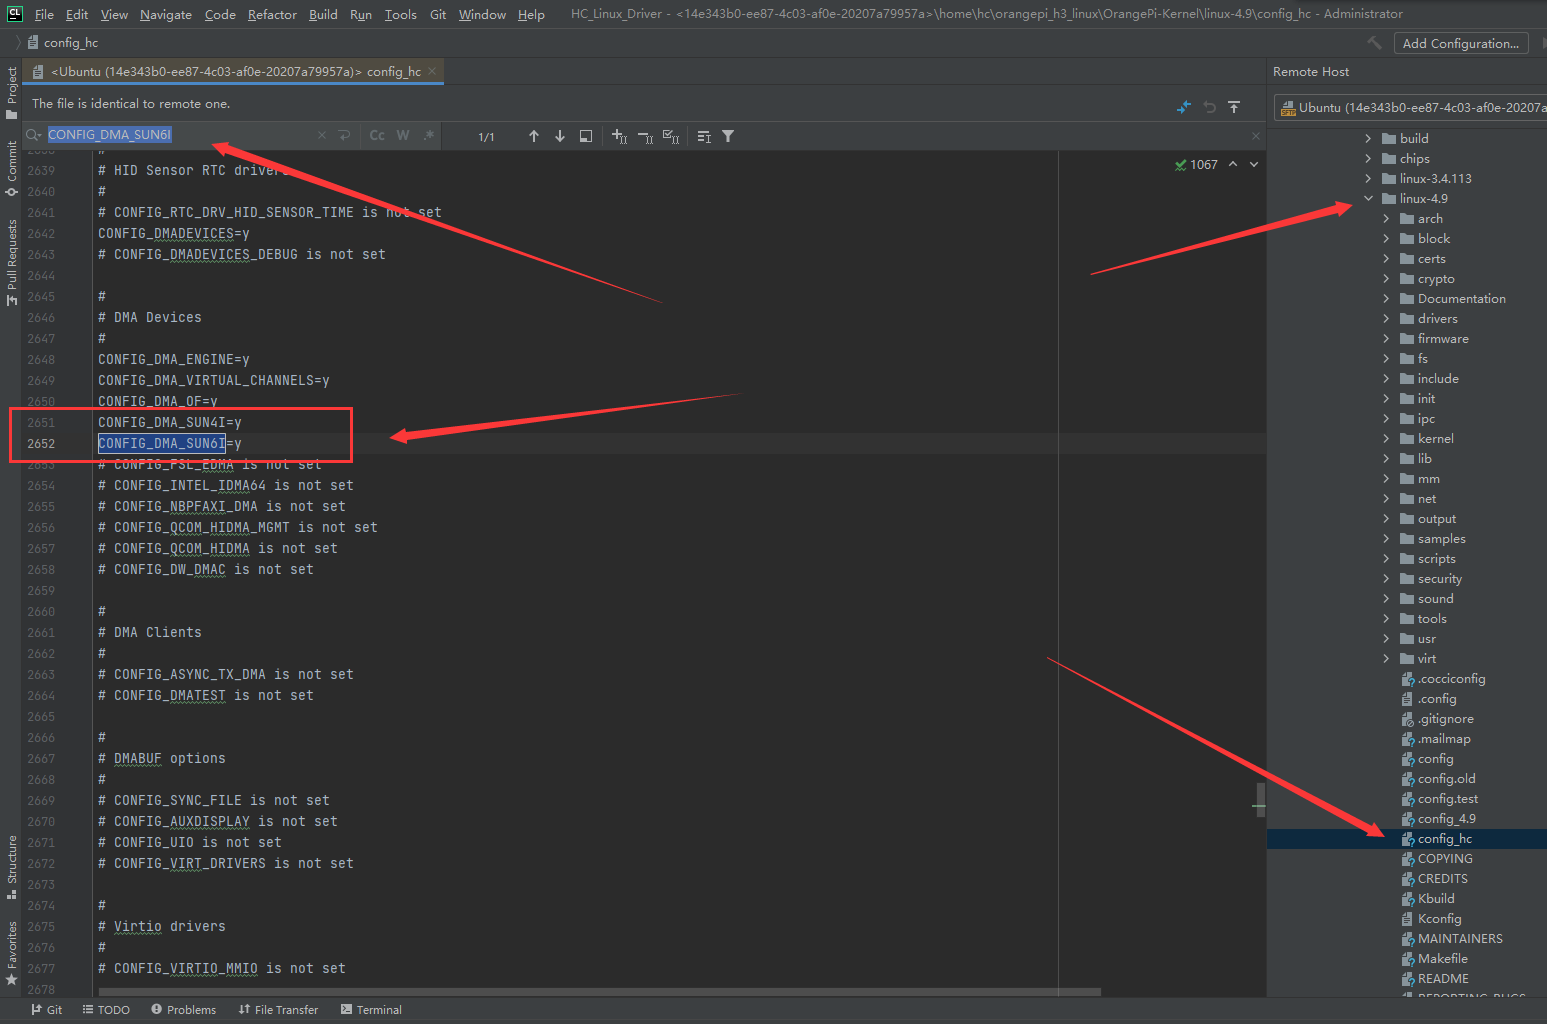 CL File Edit View Navigate Code Refactor Build Run Tools Git Window Help HC_Linux_Driver - <14e343b0-ee87-4c03-af0e-20207a79957a>\home\hc\orangepi_h3_linux\OrangePi-Kernel\linux-4.9\config_hc - Administrator
config_hc Add Configuration...
<Ubuntu (14e343b0-ee87-4c03-af0e-20207a79957a)> config_hc
Remote Host
The file is identical to remote one.
Ubuntu (14e343b0-ee87-4c03-af0e-20207a
CONFIG_DMA_SUN6I Cc W .* 1/1
1067
Project
Commit
Pull Requests
Structure
Favorites
2638 #
2639 # HID Sensor RTC drivers
2640 #
2641 # CONFIG_RTC_DRV_HID_SENSOR_TIME is not set
2642 CONFIG_DMADEVICES=y
2643 # CONFIG_DMADEVICES_DEBUG is not set
2644
2645 #
2646 # DMA Devices
2647 #
2648 CONFIG_DMA_ENGINE=y
2649 CONFIG_DMA_VIRTUAL_CHANNELS=y
2650 CONFIG_DMA_OF=y
2651 CONFIG_DMA_SUN4I=y
2652 CONFIG_DMA_SUN6I=y
2653 # CONFIG_FSL_EDMA is not set
2654 # CONFIG_INTEL_IDMA64 is not set
2655 # CONFIG_NBPFAXI_DMA is not set
2656 # CONFIG_QCOM_HIDMA_MGMT is not set
2657 # CONFIG_QCOM_HIDMA is not set
2658 # CONFIG_DW_DMAC is not set
2659
2660 #
2661 # DMA Clients
2662 #
2663 # CONFIG_ASYNC_TX_DMA is not set
2664 # CONFIG_DMATEST is not set
2665
2666 #
2667 # DMABUF options
2668 #
2669 # CONFIG_SYNC_FILE is not set
2670 # CONFIG_AUXDISPLAY is not set
2671 # CONFIG_UIO is not set
2672 # CONFIG_VIRT_DRIVERS is not set
2673
2674 #
2675 # Virtio drivers
2676 #
2677 # CONFIG_VIRTIO_MMIO is not set
2678
build
chips
linux-3.4.113
linux-4.9
arch
block
certs
crypto
Documentation
drivers
firmware
fs
include
init
ipc
kernel
lib
mm
net
output
samples
scripts
security
sound
tools
usr
virt
.cocciconfig
.config
.gitignore
.mailmap
config
config.old
config.test
config_4.9
config_hc
COPYING
CREDITS
Kbuild
Kconfig
MAINTAINERS
Makefile
README
REPORTING-BUGS
Git TODO Problems File Transfer Terminal